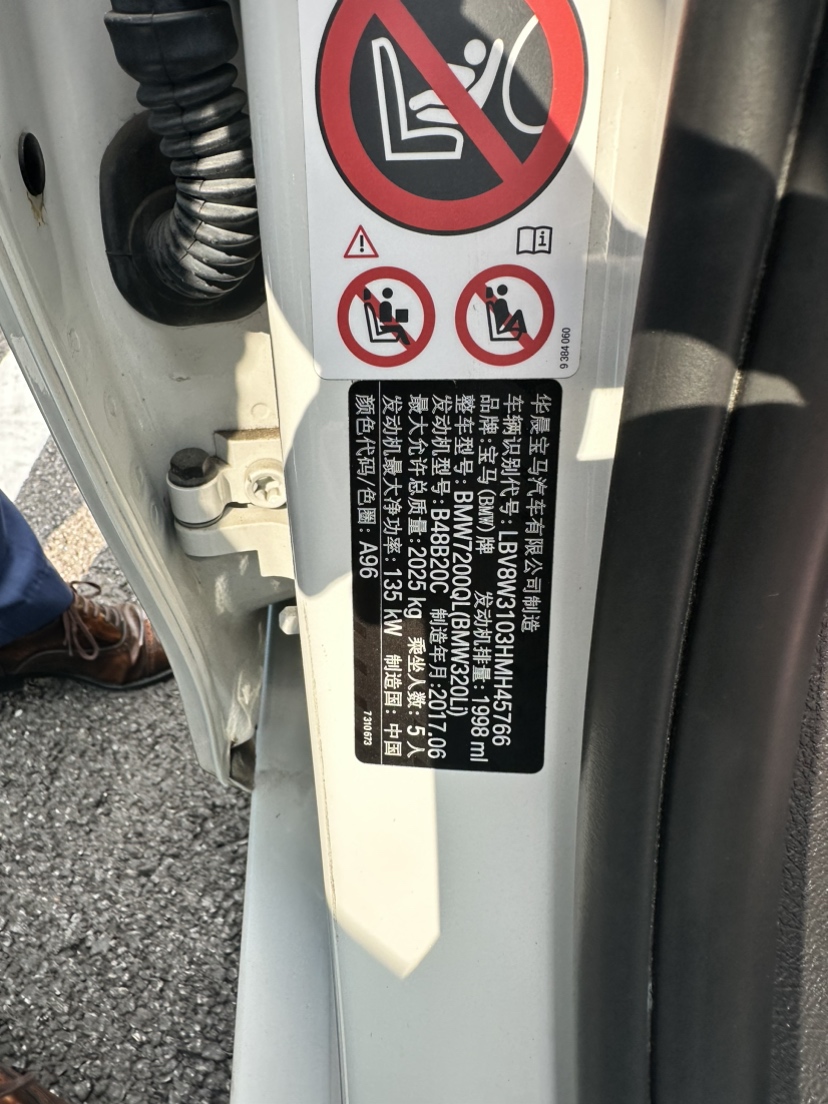 9 384 060
华晨宝马汽车有限公司制造
车辆识别代号: LBV8W3103HMH45766
品牌: 宝马(BMW)牌 发动机排量: 1998 ml
整车型号: BMW7200QL(BMW320Li)
发动机型号: B48B20C 制造年月: 2017.06
最大允许总质量: 2025 kg 乘坐人数: 5 人
发动机最大净功率: 135 kW 制造国: 中国
颜色代码/色圈: A96
7 310 673